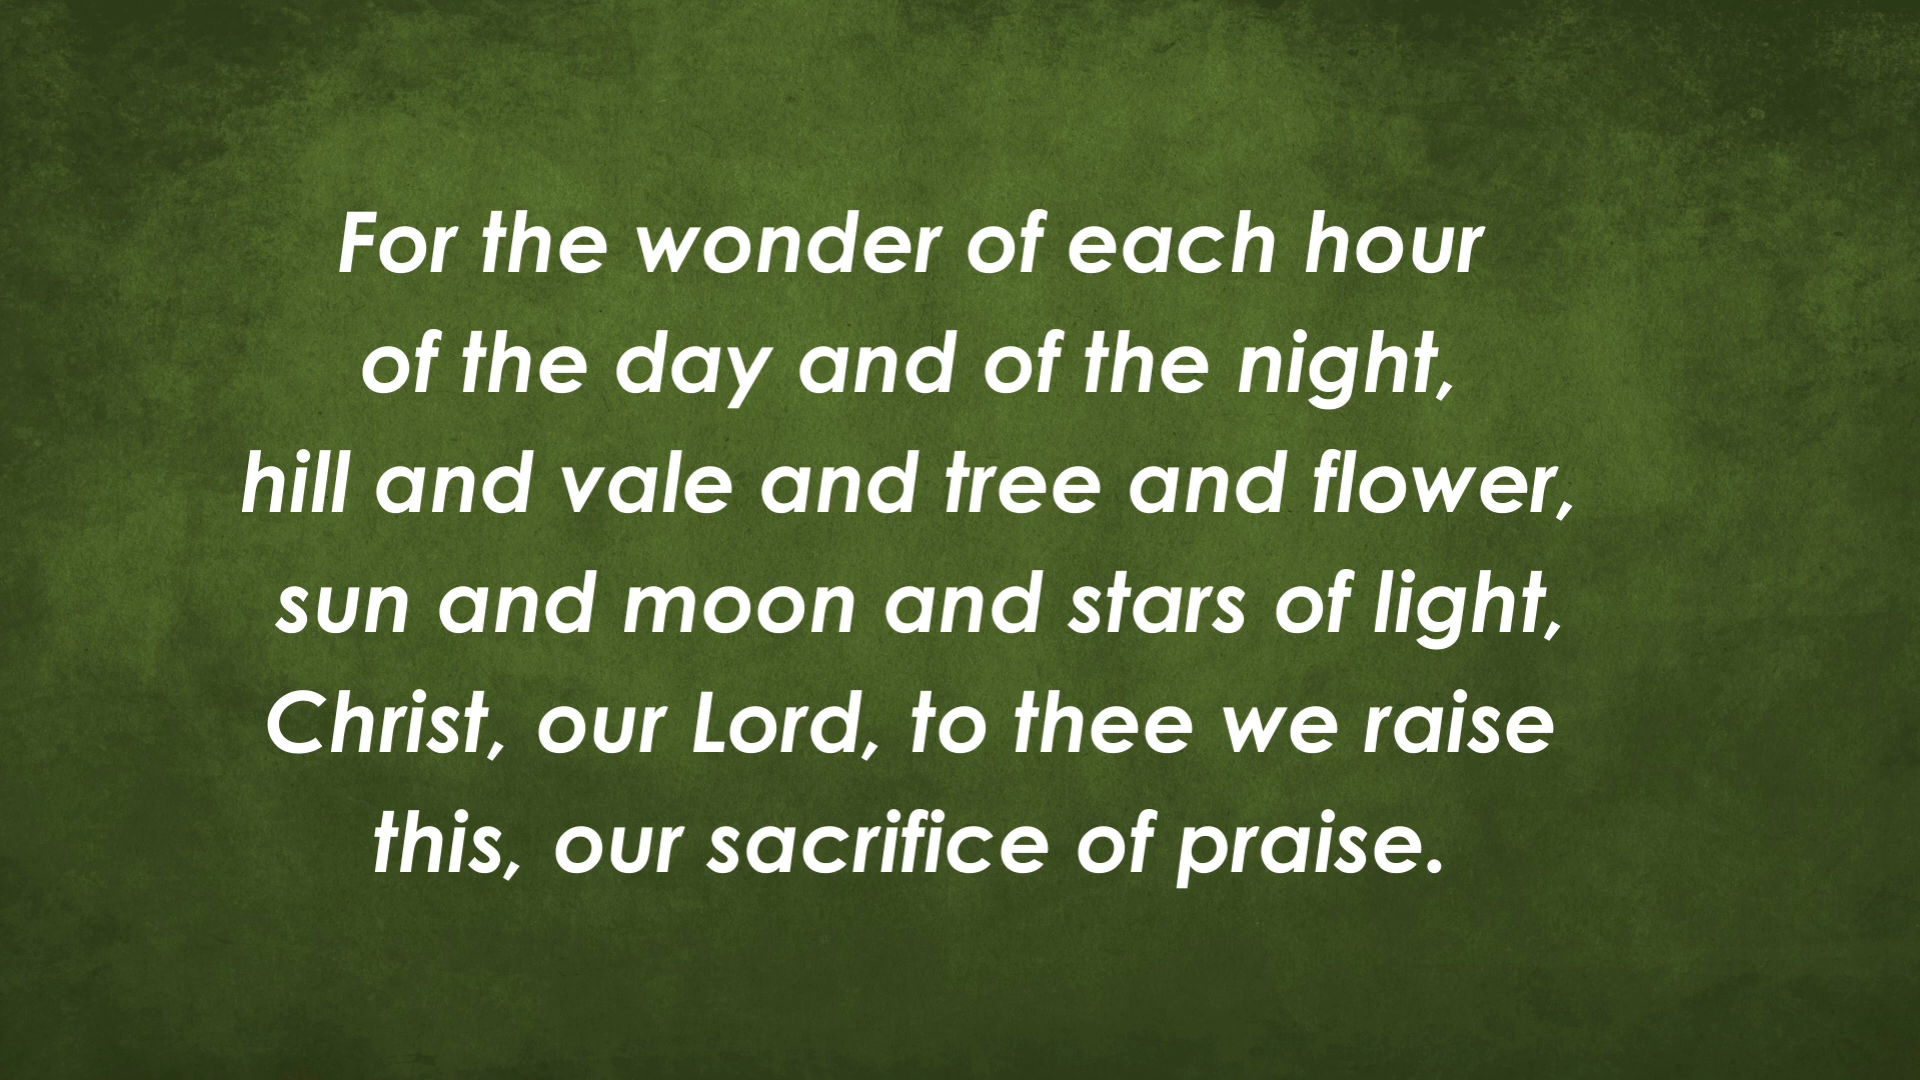 For the wonder of each hour
of the day and of the night,
hill and vale and tree and flower,
sun and moon and stars of light,
Christ, our Lord, to thee we raise
this, our sacrifice of praise.